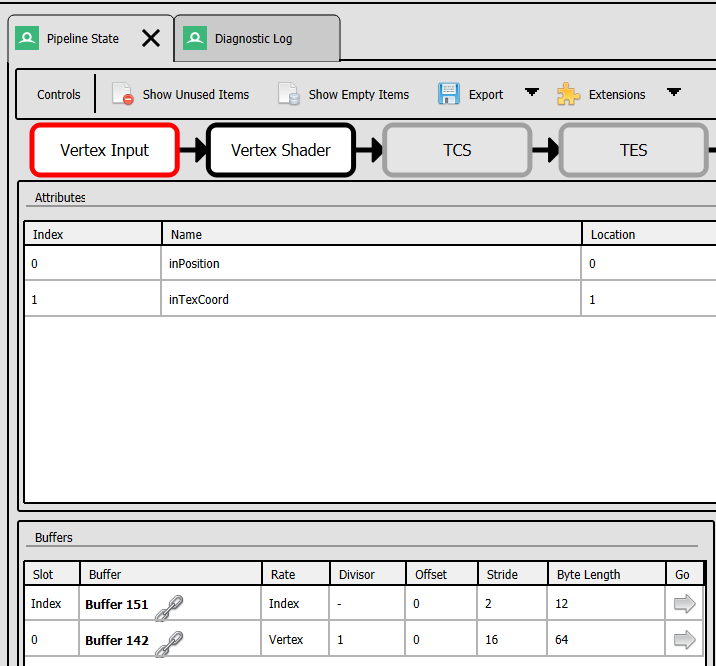 Pipeline State Diagnostic Log
Controls Show Unused Items Show Empty Items Export Extensions
Vertex Input Vertex Shader TCS TES
Attributes
Index Name Location
0 inPosition 0
1 inTexCoord 1
Buffers
Slot Buffer Rate Divisor Offset Stride Byte Length Go
Index Buffer 151 Index - 0 2 12
0 Buffer 142 Vertex 1 0 16 64